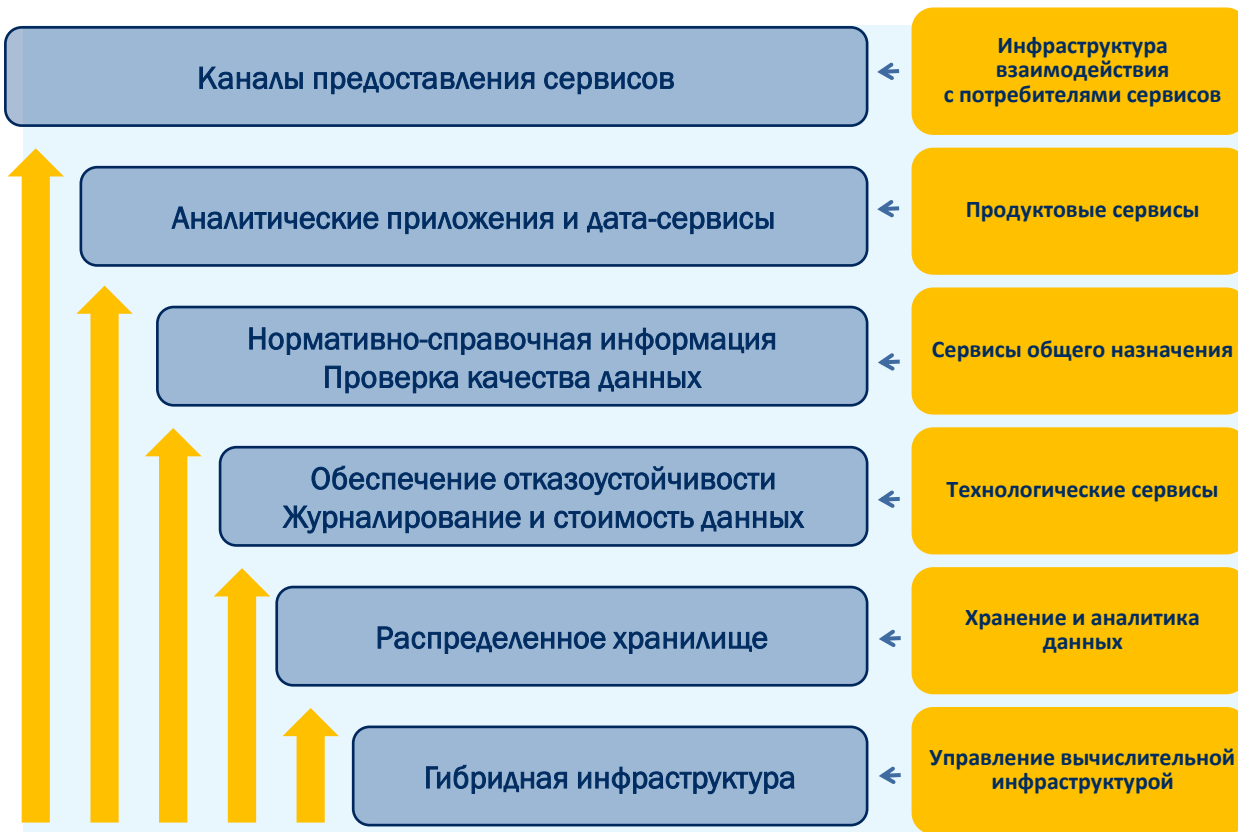 Каналы предоставления сервисов
Инфраструктура
взаимодействия
с потребителями сервисов
Аналитические приложения и дата-сервисы
Продуктовые сервисы
Нормативно-справочная информация
Проверка качества данных
Сервисы общего назначения
Обеспечение отказоустойчивости
Журналирование и стоимость данных
Технологические сервисы
Распределенное хранилище
Хранение и аналитика
данных
Гибридная инфраструктура
Управление вычислительной
инфраструктурой